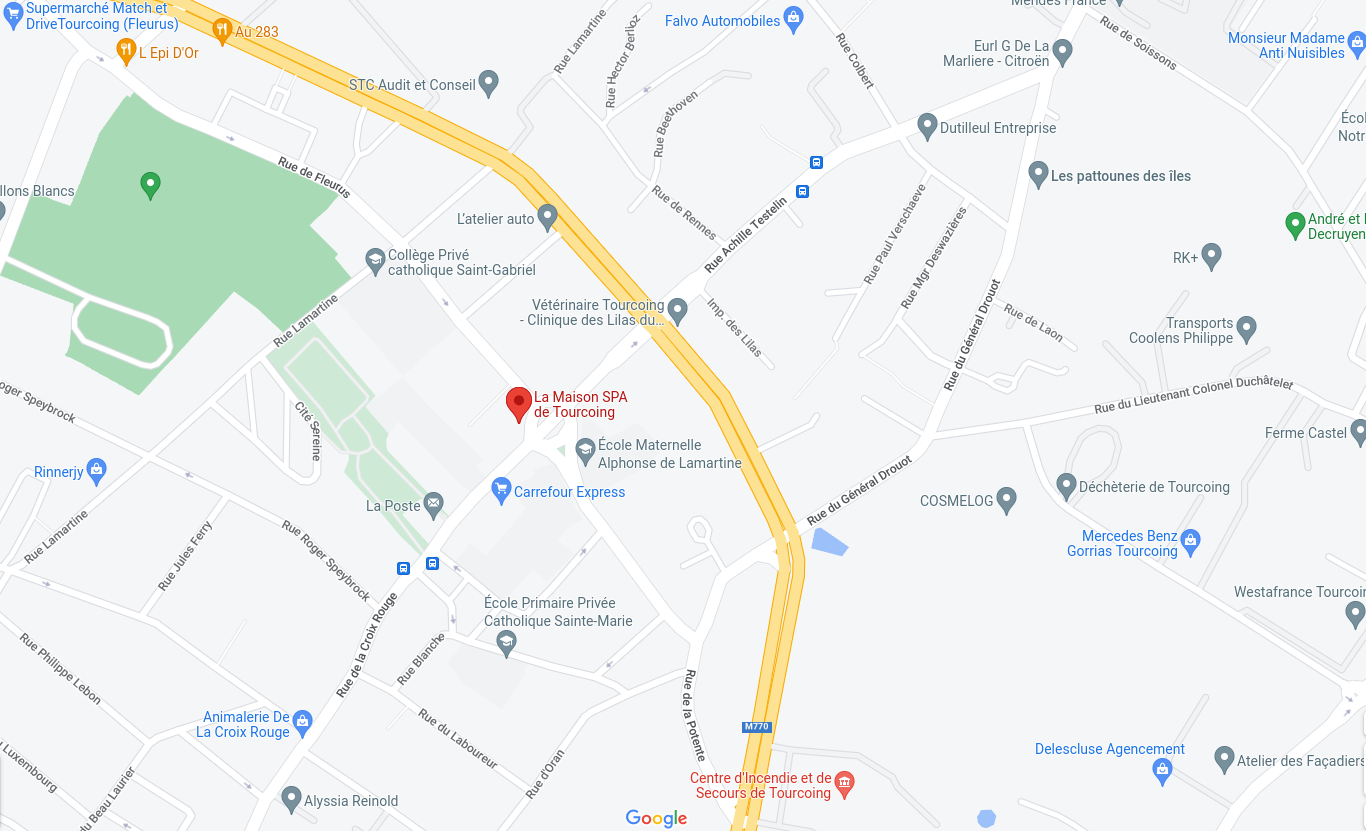 Supermarché Match et
DriveTourcoing (Fleurus)
Aũ 283
L Epi D'Or
STC Audit et Conseil
Rue Lamartine
Rue Hector Berlioz
Falvo Automobiles
Mendès France
Rue de Soissons
Eurl G De La
Marliere - Citroën
Monsieur Madame
Anti Nuisibles
Rue Colbert
Rue Beethoven
Dutilleul Entreprise
Écol
Notr
Rue de Fleurus
llons Blancs
Les pattounes des îles
L'atelier auto
Rue de Rennes
Rue Achille Testelin
Rue Paul Verschaeve
Rue Mgr Deswazières
André et
Decruyen
Collège Privé
catholique Saint-Gabriel
RK+
Rue Lamartine
Vétérinaire Tourcoing
- Clinique des Lilas du...
Imp. des Lilas
Rue du Général Drouot
Rue de Laon
Transports
Coolens Philippe
oger Speybrock
Cité Sereine
La Maison SPA
de Tourcoing
Rue du Lieutenant Colonel Duchâtelet
École Maternelle
Alphonse de Lamartine
Ferme Castel
Rinnerjy
Carrefour Express
La Poste
Rue du Général Drouot
COSMELOG
Déchèterie de Tourcoing
Rue Lamartine
Rue Jules Ferry
Rue Roger Speybrock
Mercedes Benz
Gorrias Tourcoing
Westafrance Tourcoin
École Primaire Privée
Catholique Sainte-Marie
Rue de la Croix Rouge
Rue Blanche
Rue Philippe Lebon
Rue de la Potente
Animalerie De
La Croix Rouge
Rue du Laboureur
M770
u Luxembourg
du Beau Laurier
Rue d'Oran
Delescluse Agencement
Atelier des Façadiers
Centre d'Incendie et de
Secours de Tourcoing
Alyssia Reinold
Google